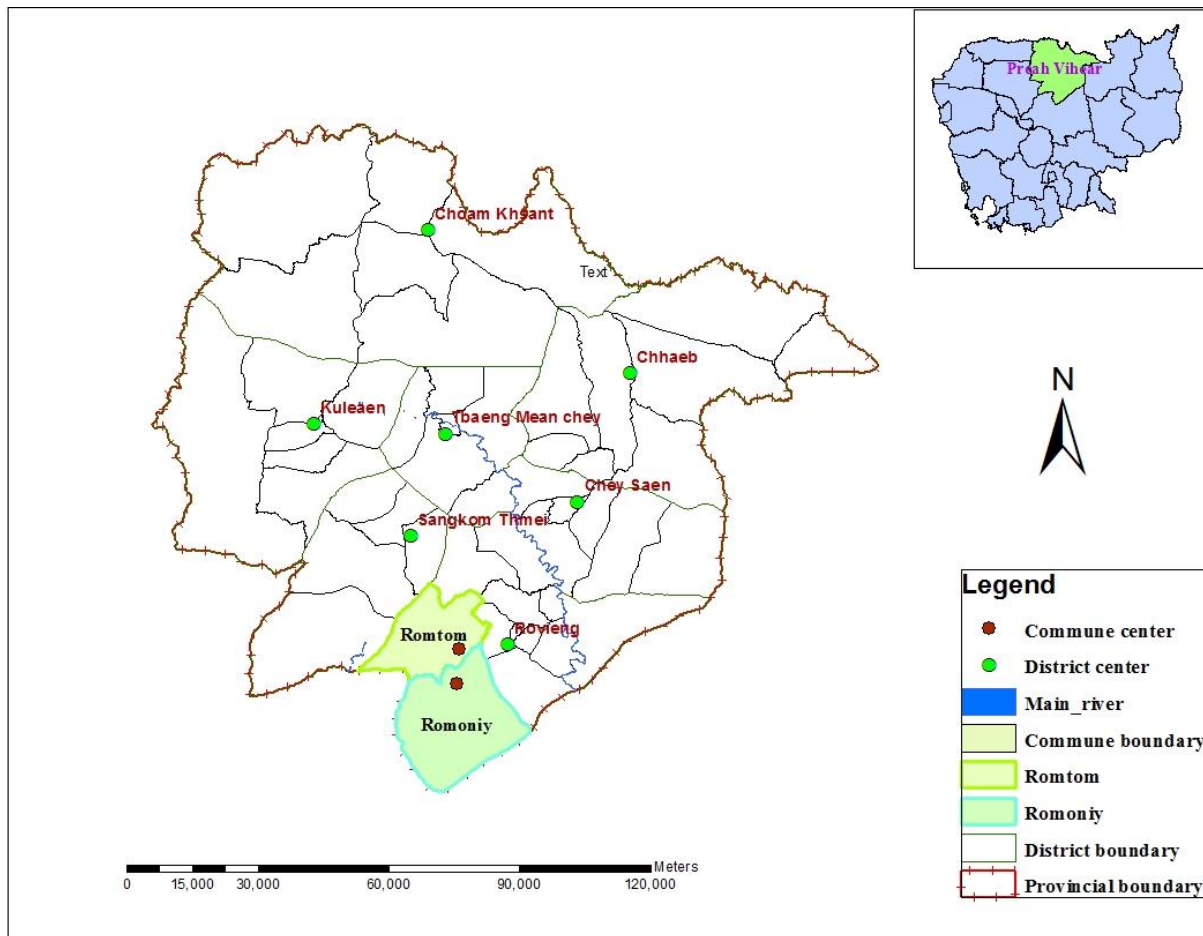 Preah Vihear
Choam Khsant
Text
Chhaeb
Kuleaen
Tbaeng Mean chey
N
Chey Saen
Sangkom Thmei
Romtom
Rovieng
Romoniy
Legend
Commune center
District center
Main_river
Commune boundary
Romtom
Romoniy
District boundary
Provincial boundary
Meters
0 15,000 30,000 60,000 90,000 120,000